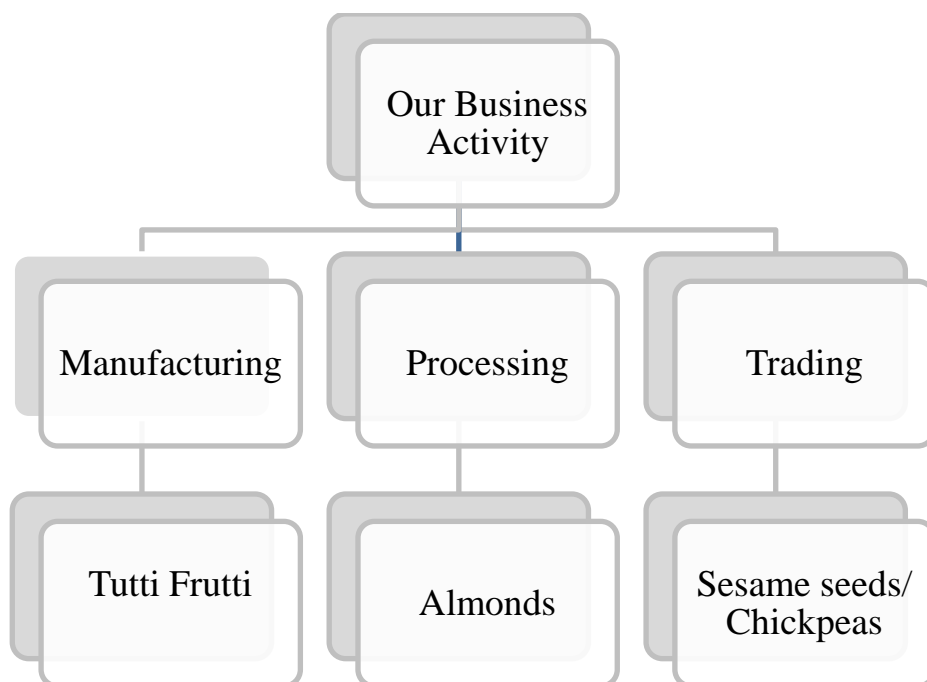 Our Business
Activity
Manufacturing
Processing
Trading
Tutti Frutti
Almonds
Sesame seeds/
Chickpeas